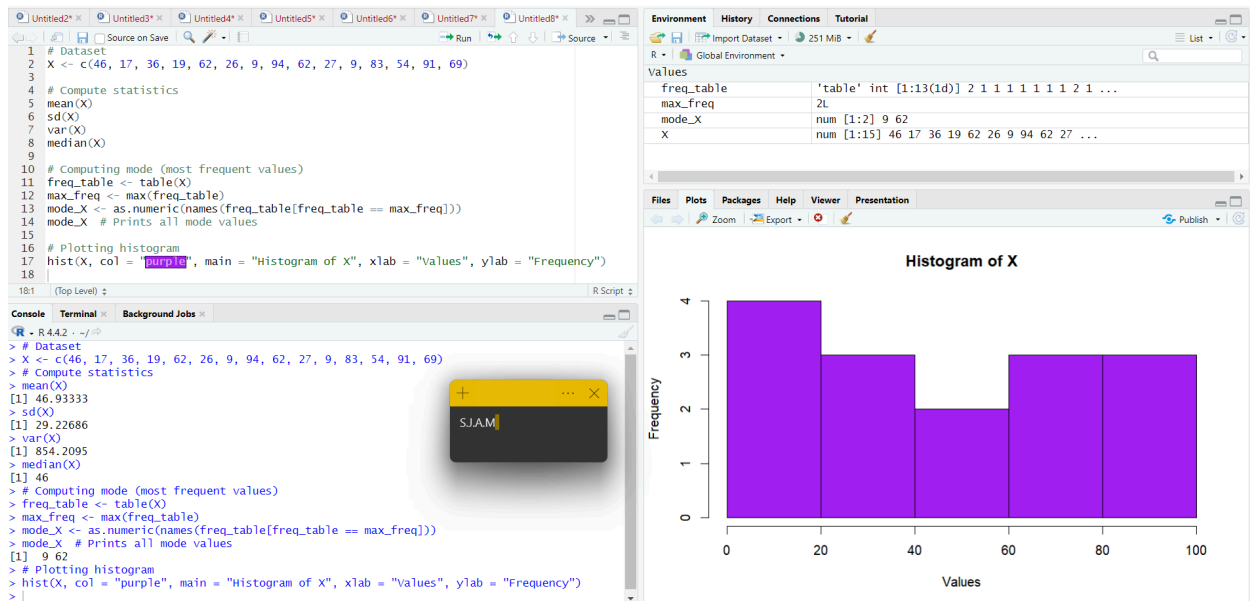 Untitled2* × Untitled3* × Untitled4* × Untitled5* × Untitled6* × Untitled7* × Untitled8* ×
Source on Save Run Source
1 # Dataset
2 X <- c(46, 17, 36, 19, 62, 26, 9, 94, 62, 27, 9, 83, 54, 91, 69)
3
4 # Compute statistics
5 mean(X)
6 sd(X)
7 var(X)
8 median(X)
9
10 # Computing mode (most frequent values)
11 freq_table <- table(X)
12 max_freq <- max(freq_table)
13 mode_X <- as.numeric(names(freq_table[freq_table == max_freq]))
14 mode_X  # Prints all mode values
15
16 # Plotting histogram
17 hist(X, col = "purple", main = "Histogram of X", xlab = "Values", ylab = "Frequency")
18
18:1 (Top Level) R Script
Console Terminal × Background Jobs ×
R 4.4.2 · ~/
> # Dataset
> X <- c(46, 17, 36, 19, 62, 26, 9, 94, 62, 27, 9, 83, 54, 91, 69)
> # Compute statistics
> mean(X)
[1] 46.93333
> sd(X)
[1] 29.22686
> var(X)
[1] 854.2095
> median(X)
[1] 46
> # Computing mode (most frequent values)
> freq_table <- table(X)
> max_freq <- max(freq_table)
> mode_X <- as.numeric(names(freq_table[freq_table == max_freq]))
> mode_X  # Prints all mode values
[1]  9 62
> # Plotting histogram
> hist(X, col = "purple", main = "Histogram of X", xlab = "Values", ylab = "Frequency")
>
S.J.A.M
Environment History Connections Tutorial
Import Dataset 251 MiB List
R Global Environment
Values
freq_table 'table' int [1:13(1d)] 2 1 1 1 1 1 1 1 2 1 ...
max_freq 2L
mode_X num [1:2] 9 62
X num [1:15] 46 17 36 19 62 26 9 94 62 27 ...
Files Plots Packages Help Viewer Presentation
Zoom Export Publish
Histogram of X
Frequency
4
3
2
1
0
0 20 40 60 80 100
Values